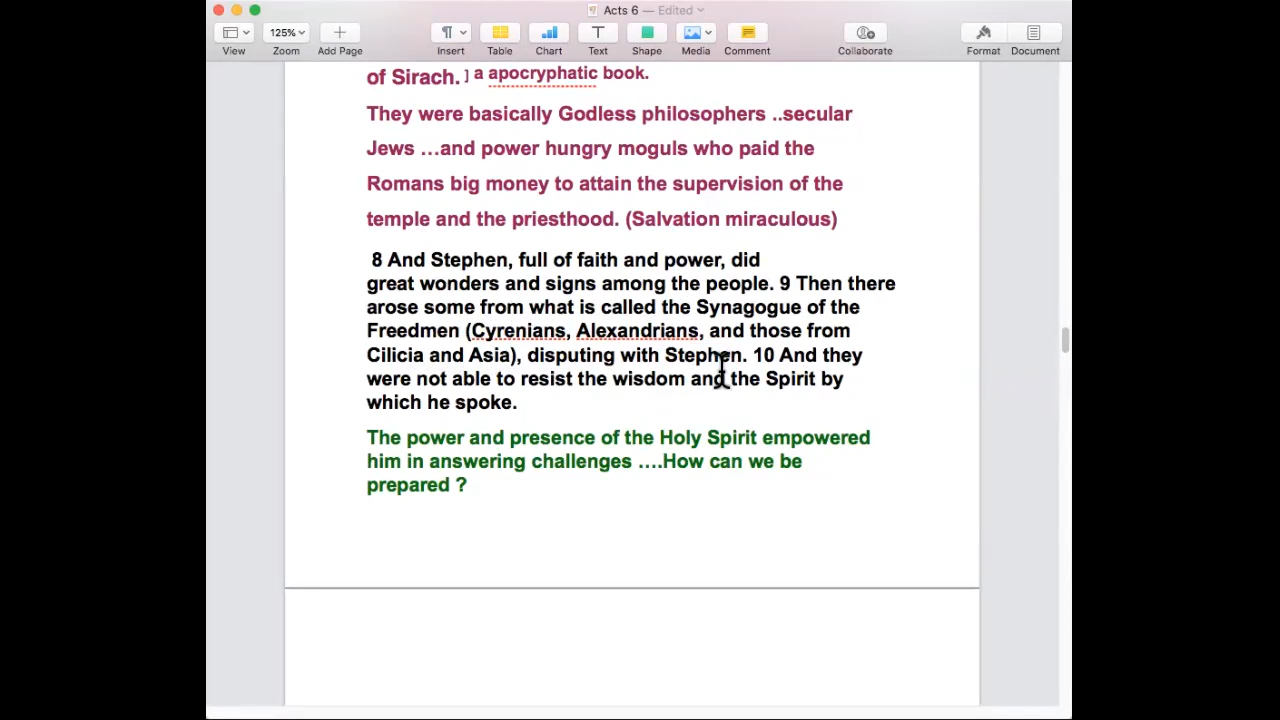 Acts 6 — Edited
125%
View
Zoom
Add Page
Insert
Table
Chart
Text
Shape
Media
Comment
Collaborate
Format
Document
of Sirach. ] a apocryphatic book.
They were basically Godless philosophers ..secular
Jews …and power hungry moguls who paid the
Romans big money to attain the supervision of the
temple and the priesthood. (Salvation miraculous)
8 And Stephen, full of faith and power, did
great wonders and signs among the people. 9 Then there
arose some from what is called the Synagogue of the
Freedmen (Cyrenians, Alexandrians, and those from
Cilicia and Asia), disputing with Stephen. 10 And they
were not able to resist the wisdom and the Spirit by
which he spoke.
The power and presence of the Holy Spirit empowered
him in answering challenges ….How can we be
prepared ?